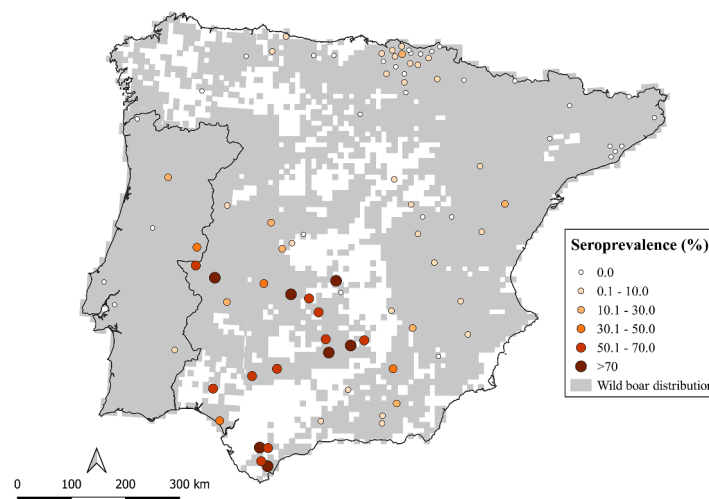 Seroprevalence (%)
0.0
0.1 - 10.0
10.1 - 30.0
30.1 - 50.0
50.1 - 70.0
>70
Wild boar distribution
0 100 200 300 km